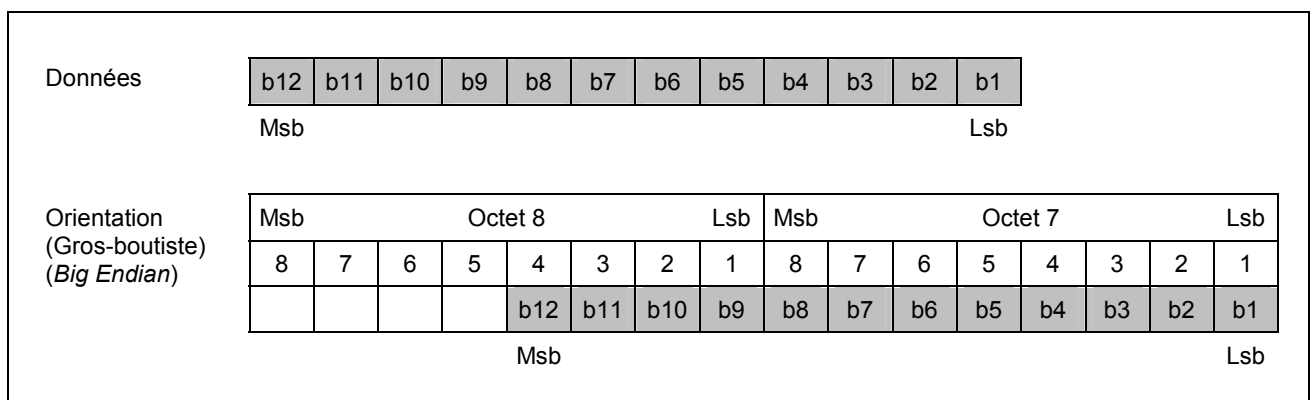 Données b12 b11 b10 b9 b8 b7 b6 b5 b4 b3 b2 b1
Msb Lsb
Orientation
(Gros-boutiste)
(Big Endian)
Msb Octet 8 Lsb Msb Octet 7 Lsb
8 7 6 5 4 3 2 1 8 7 6 5 4 3 2 1
b12 b11 b10 b9 b8 b7 b6 b5 b4 b3 b2 b1
Msb Lsb